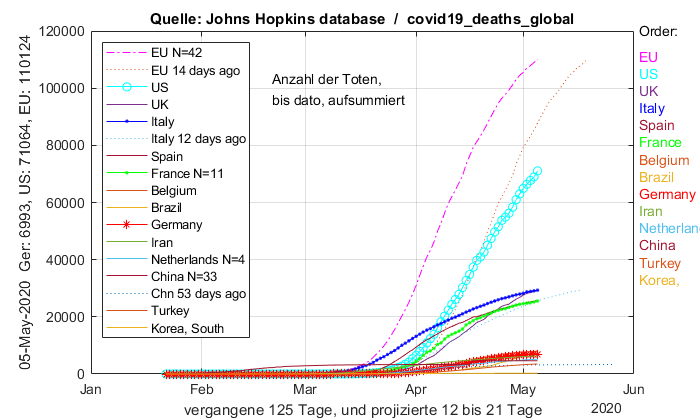 Quelle: Johns Hopkins database / covid19_deaths_global
Order:
120000
100000
80000
60000
40000
20000
0
05-May-2020 Ger: 6993, US: 71064, EU: 110124
EU N=42
EU 14 days ago
US
UK
Italy
Italy 12 days ago
Spain
France N=11
Belgium
Brazil
Germany
Iran
Netherlands N=4
China N=33
Chn 53 days ago
Turkey
Korea, South
Anzahl der Toten,
bis dato, aufsummiert
EU
US
UK
Italy
Spain
France
Belgium
Brazil
Germany
Iran
Netherlan
China
Turkey
Korea,
Jan Feb Mar Apr May Jun
vergangene 125 Tage, und projizierte 12 bis 21 Tage
2020